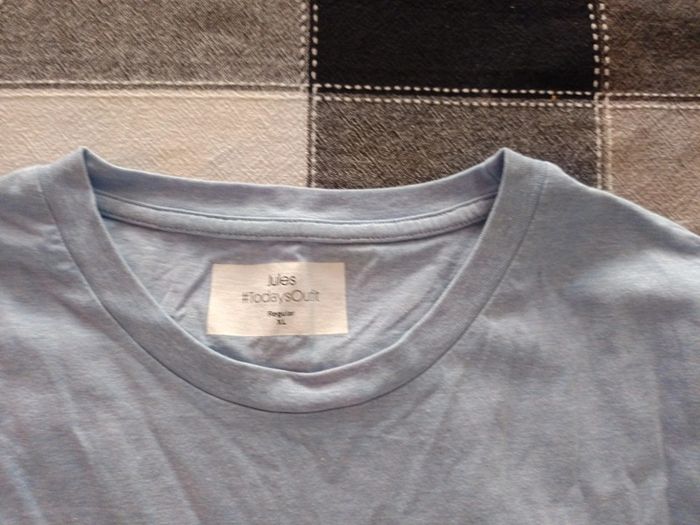 Jules
#TodaysOutfit
Regular
XL